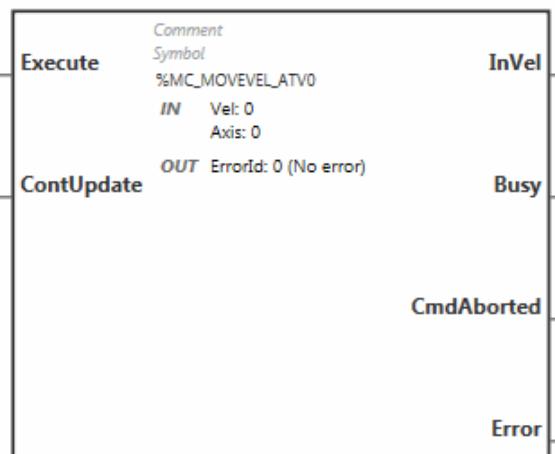 Comment
Execute
Symbol
InVel
%MC_MOVEVEL_ATV0
IN Vel: 0
Axis: 0
OUT ErrorId: 0 (No error)
ContUpdate
Busy
CmdAborted
Error